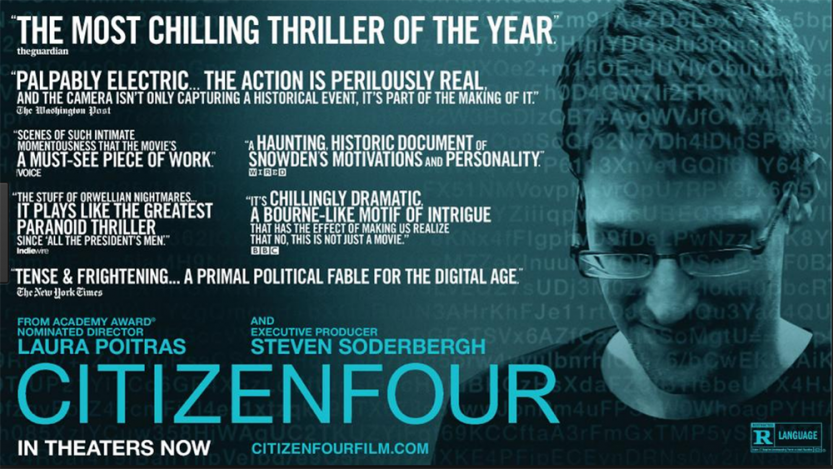 "THE MOST CHILLING THRILLER OF THE YEAR"
theguardian
"PALPABLY ELECTRIC... THE ACTION IS PERILOUSLY REAL,
AND THE CAMERA ISN'T ONLY CAPTURING A HISTORICAL EVENT, IT'S PART OF THE MAKING OF IT."
The Washington Post
"SCENES OF SUCH INTIMATE
MOMENTOUSNESS THAT THE MOVIE'S
A MUST-SEE PIECE OF WORK."
VOICE
"A HAUNTING, HISTORIC DOCUMENT OF
SNOWDEN'S MOTIVATIONS AND PERSONALITY."
WIRED
"THE STUFF OF ORWELLIAN NIGHTMARES...
IT PLAYS LIKE THE GREATEST
PARANOID THRILLER
SINCE 'ALL THE PRESIDENT'S MEN'."
Indiewire
"IT'S CHILLINGLY DRAMATIC,
A BOURNE-LIKE MOTIF OF INTRIGUE
THAT HAS THE EFFECT OF MAKING US REALIZE
THAT NO, THIS IS NOT JUST A MOVIE."
BBC
"TENSE & FRIGHTENING... A PRIMAL POLITICAL FABLE FOR THE DIGITAL AGE."
The New York Times
FROM ACADEMY AWARD®
NOMINATED DIRECTOR
LAURA POITRAS
AND
EXECUTIVE PRODUCER
STEVEN SODERBERGH
CITIZENFOUR
IN THEATERS NOW
CITIZENFOURFILM.COM
R LANGUAGE